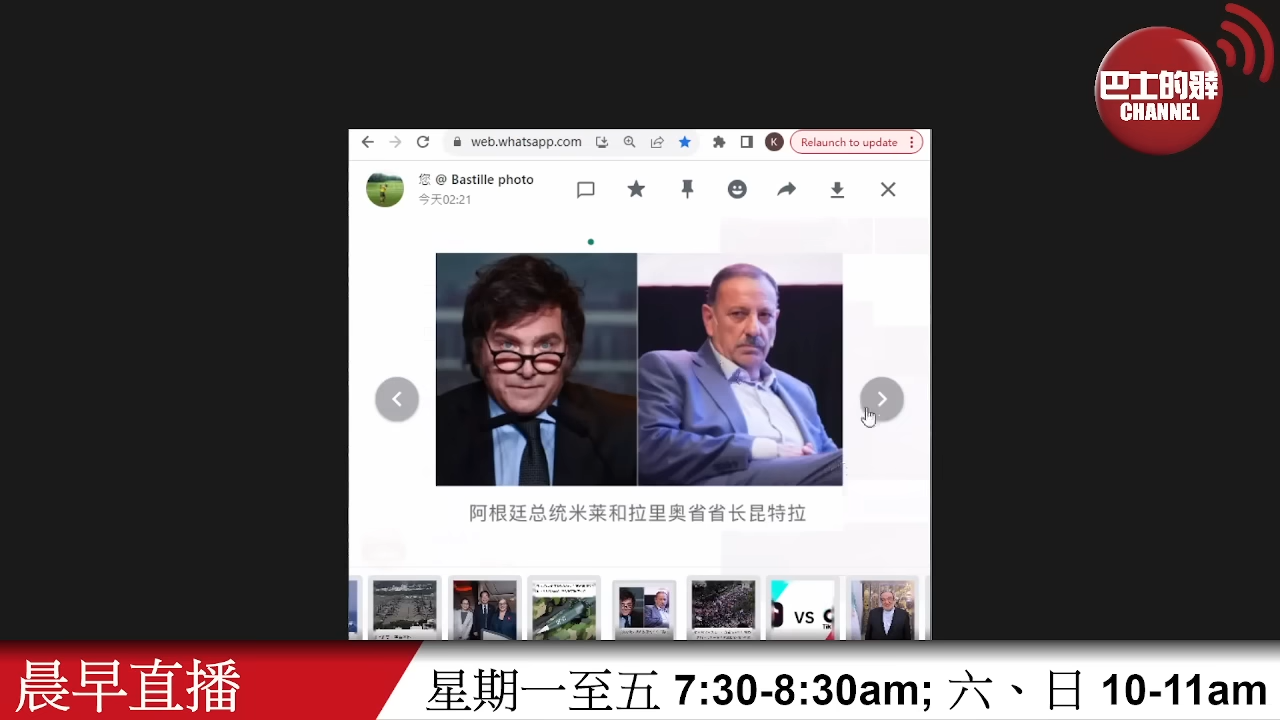 巴士的報
CHANNEL
web.whatsapp.com
K
Relaunch to update
您 @ Bastille photo
今天02:21
阿根廷总统米莱和拉里奥省省长昆特拉
VS
晨早直播
星期一至五 7:30-8:30am; 六、日 10-11am